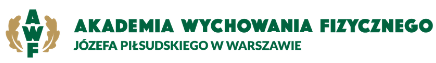 AWF
AKADEMIA WYCHOWANIA FIZYCZNEGO
JÓZEFA PIŁSUDSKIEGO W WARSZAWIE